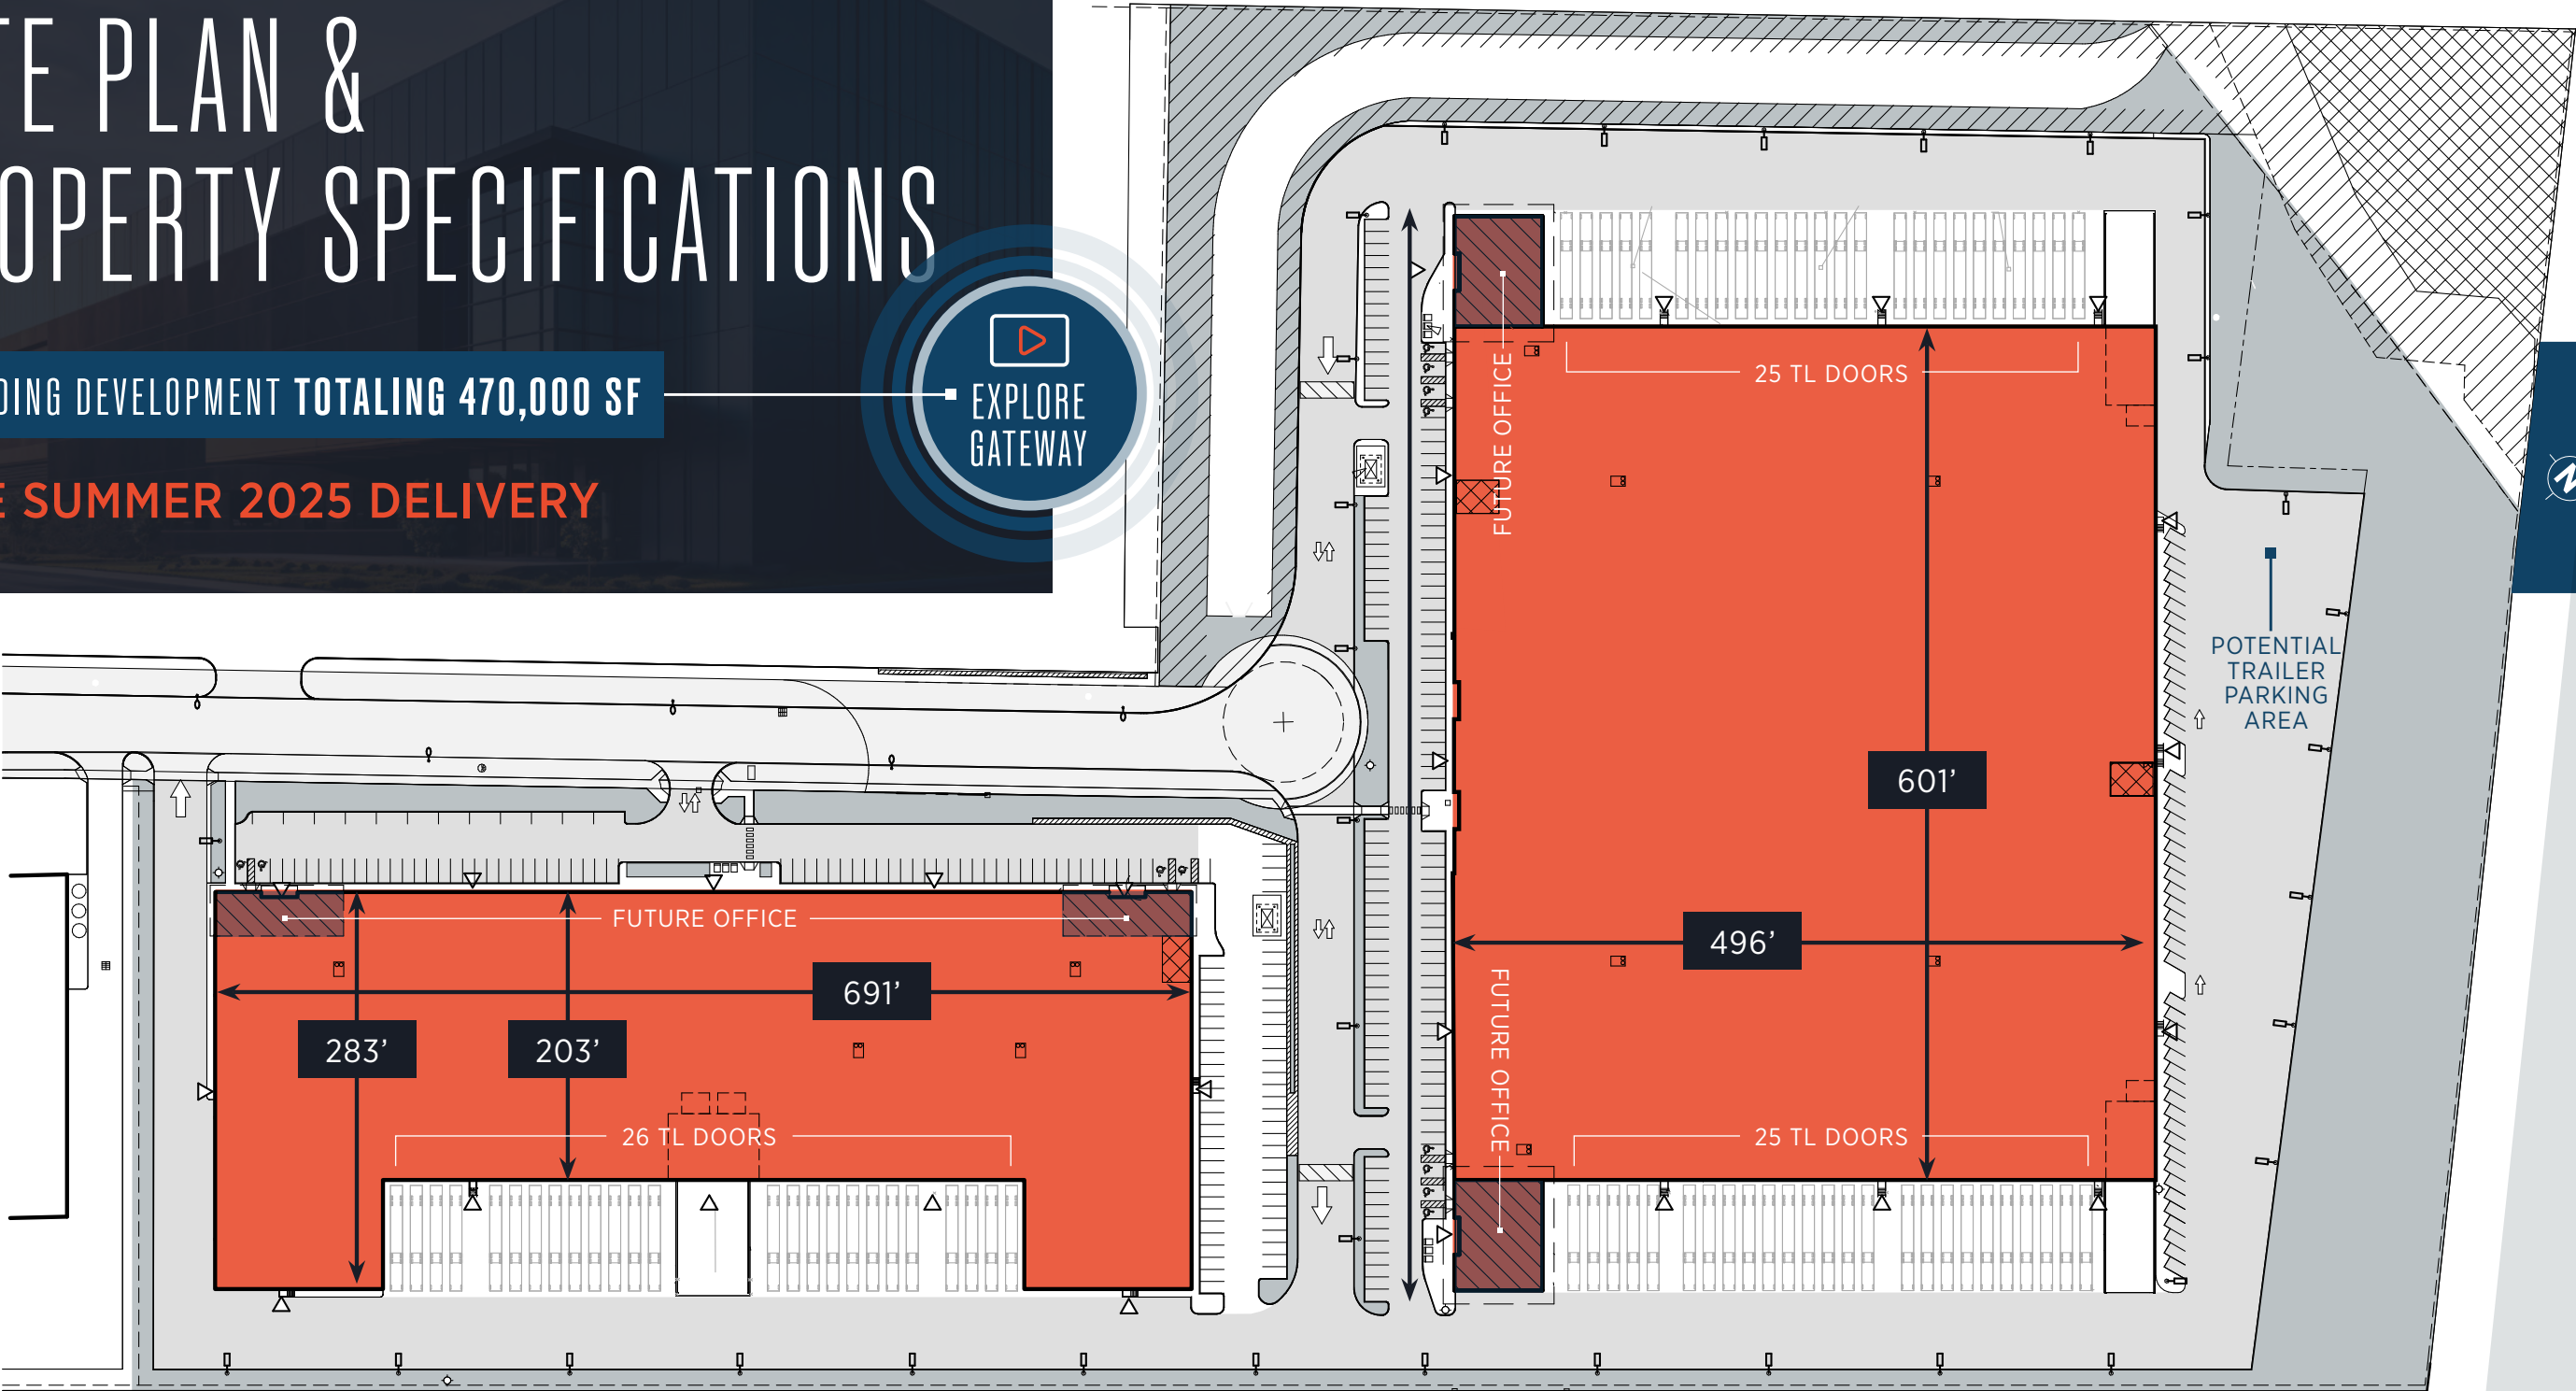 TE PLAN &
OPERTY SPECIFICATIONS
DING DEVELOPMENT TOTALING 470,000 SF
E SUMMER 2025 DELIVERY
EXPLORE
GATEWAY
FUTURE OFFICE
25 TL DOORS
601’
496’
FUTURE OFFICE
25 TL DOORS
POTENTIAL
TRAILER
PARKING
AREA
N
FUTURE OFFICE
691’
283’
203’
26 TL DOORS